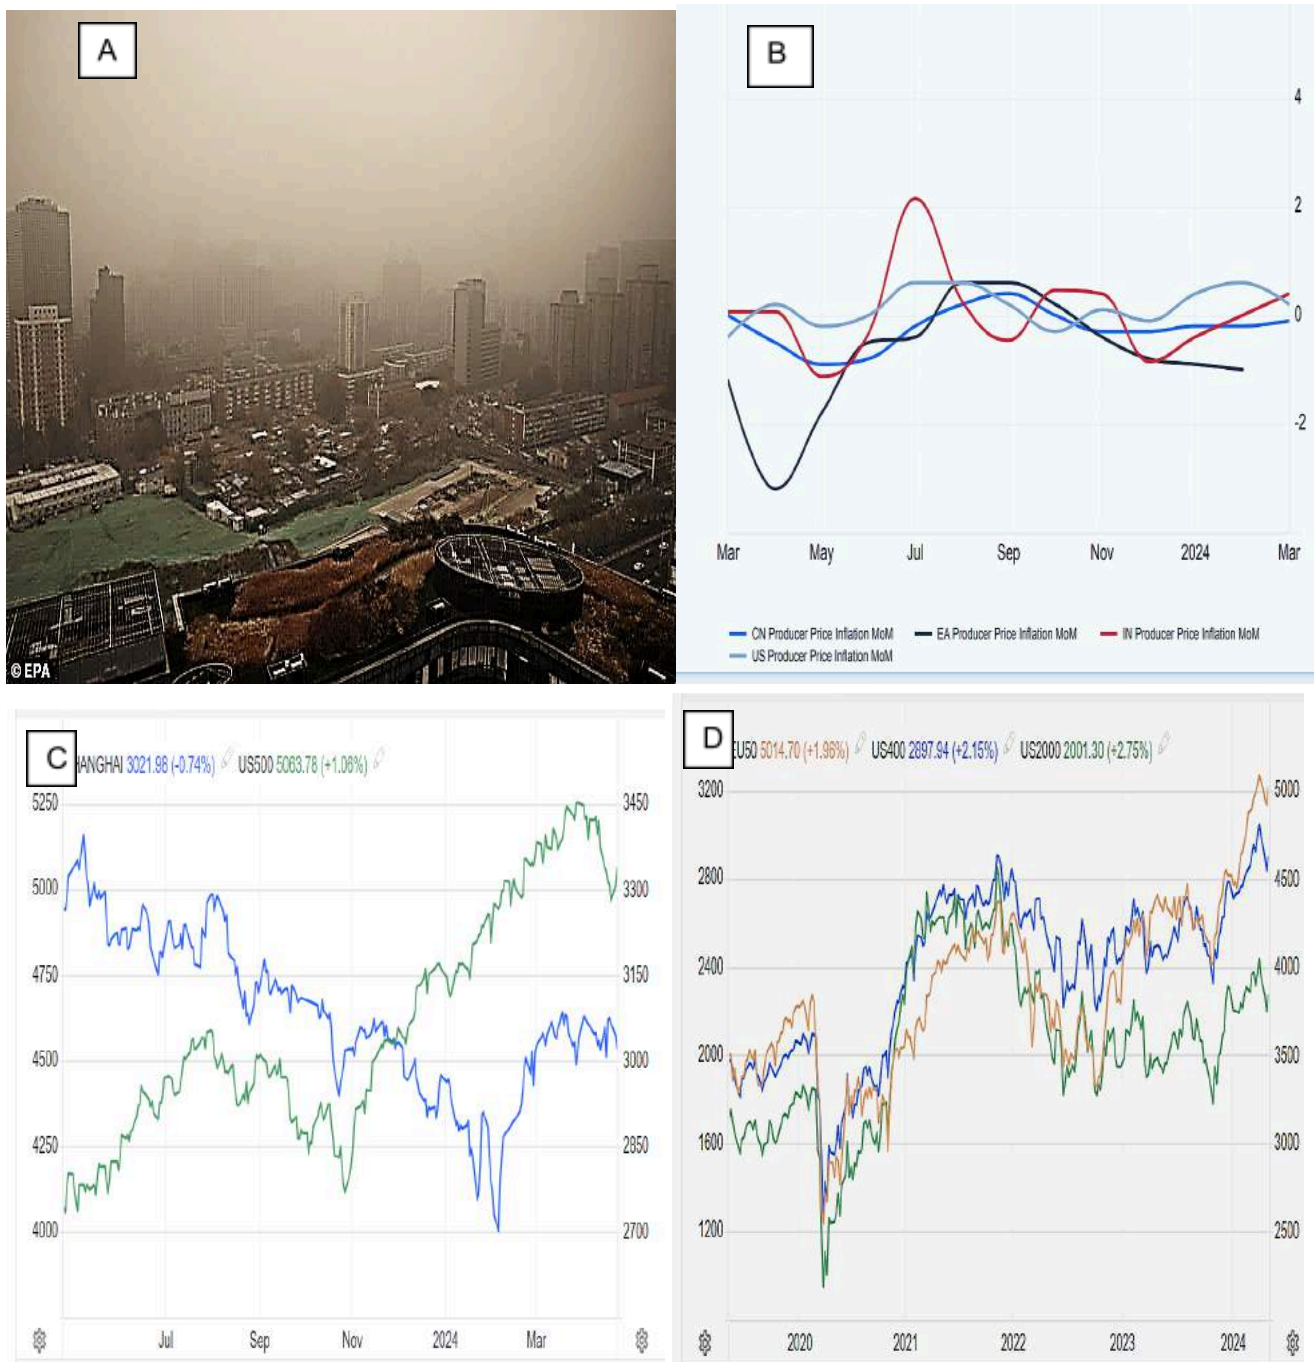 A
© EPA
B
4
2
0
-2
Mar May Jul Sep Nov 2024 Mar
CN Producer Price Inflation MoM EA Producer Price Inflation MoM IN Producer Price Inflation MoM
US Producer Price Inflation MoM
C
HANGHAI 3021.98 (-0.74%) US500 5063.78 (+1.06%)
5250 3450
5000 3300
4750 3150
4500 3000
4250 2850
4000 2700
Jul Sep Nov 2024 Mar
D
EU50 5014.70 (+1.96%) US400 2897.94 (+2.15%) US2000 2001.30 (+2.75%)
3200 5000
2800 4500
2400 4000
2000 3500
1600 3000
1200 2500
2020 2021 2022 2023 2024